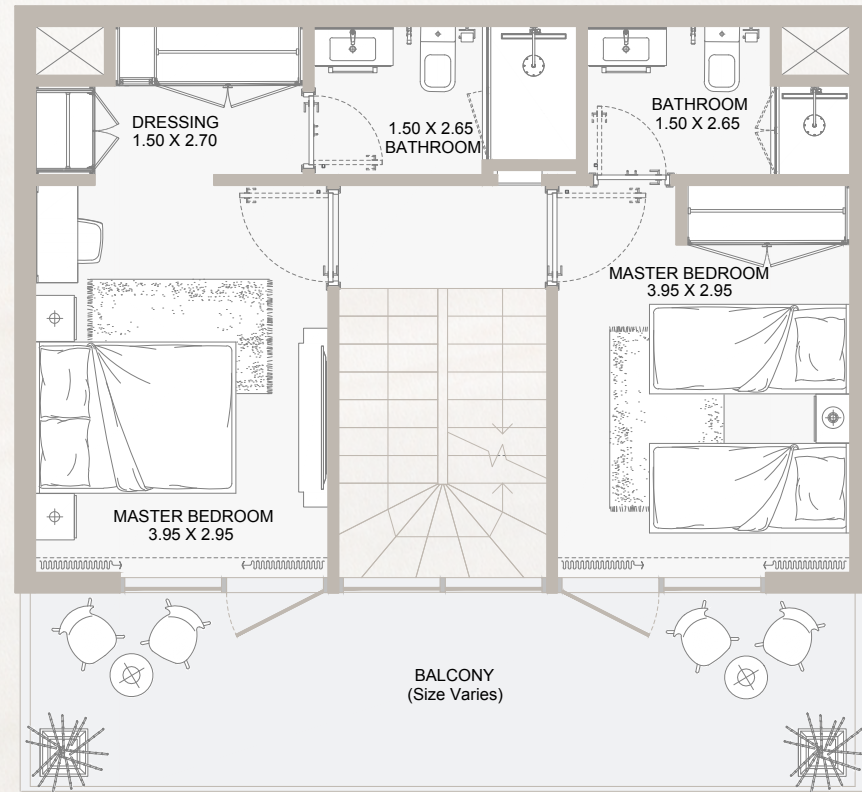 DRESSING
1.50 X 2.70
1.50 X 2.65
BATHROOM
BATHROOM
1.50 X 2.65
MASTER BEDROOM
3.95 X 2.95
MASTER BEDROOM
3.95 X 2.95
BALCONY
(Size Varies)